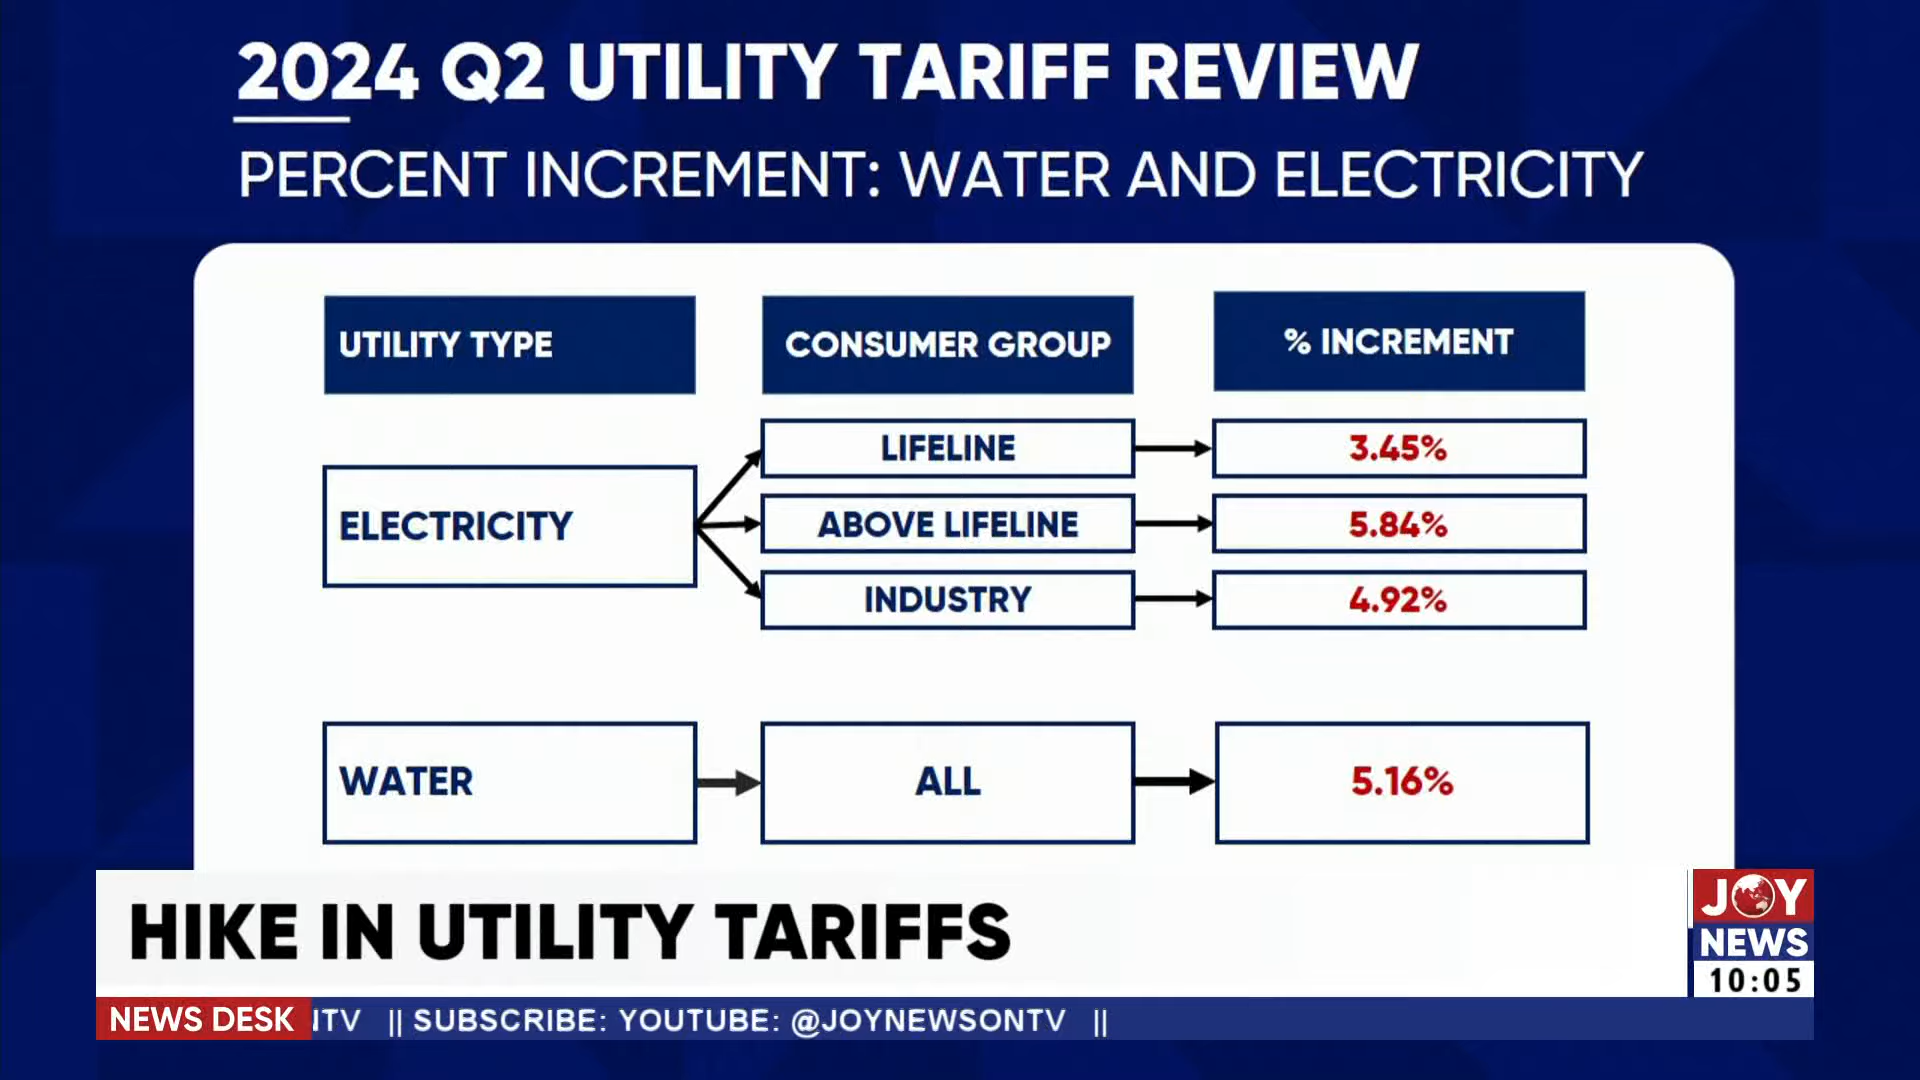 2024 Q2 UTILITY TARIFF REVIEW
PERCENT INCREMENT: WATER AND ELECTRICITY
UTILITY TYPE
CONSUMER GROUP
% INCREMENT
ELECTRICITY
LIFELINE
3.45%
ABOVE LIFELINE
5.84%
INDUSTRY
4.92%
WATER
ALL
5.16%
HIKE IN UTILITY TARIFFS
JOY
NEWS
10:05
NEWS DESK
NTV || SUBSCRIBE: YOUTUBE: @JOYNEWSONTV ||